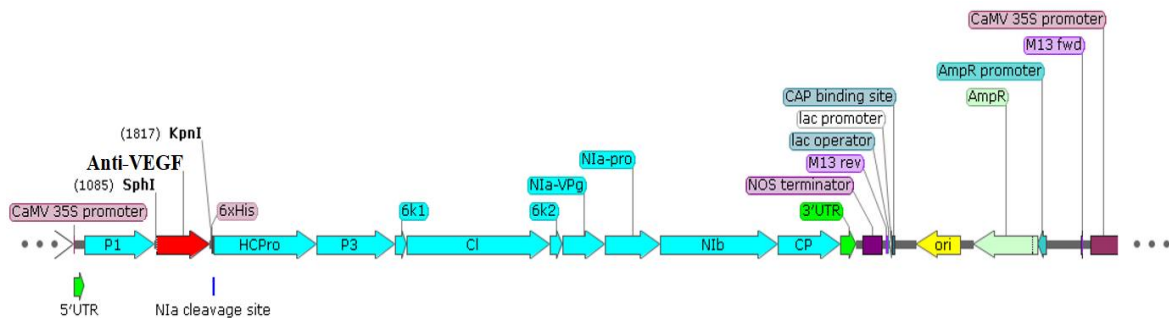 CaMV 35S promoter
M13 fwd
AmpR promoter
CAP binding site
AmpR
lac promoter
(1817) KpnI
lac operator
Anti-VEGF
NIa-pro
M13 rev
(1085) SphI
NIa-VPg
NOS terminator
CaMV 35S promoter
6xHis
6k1
6k2
3'UTR
P1
HCPro
P3
CI
NIb
CP
ori
5'UTR
NIa cleavage site